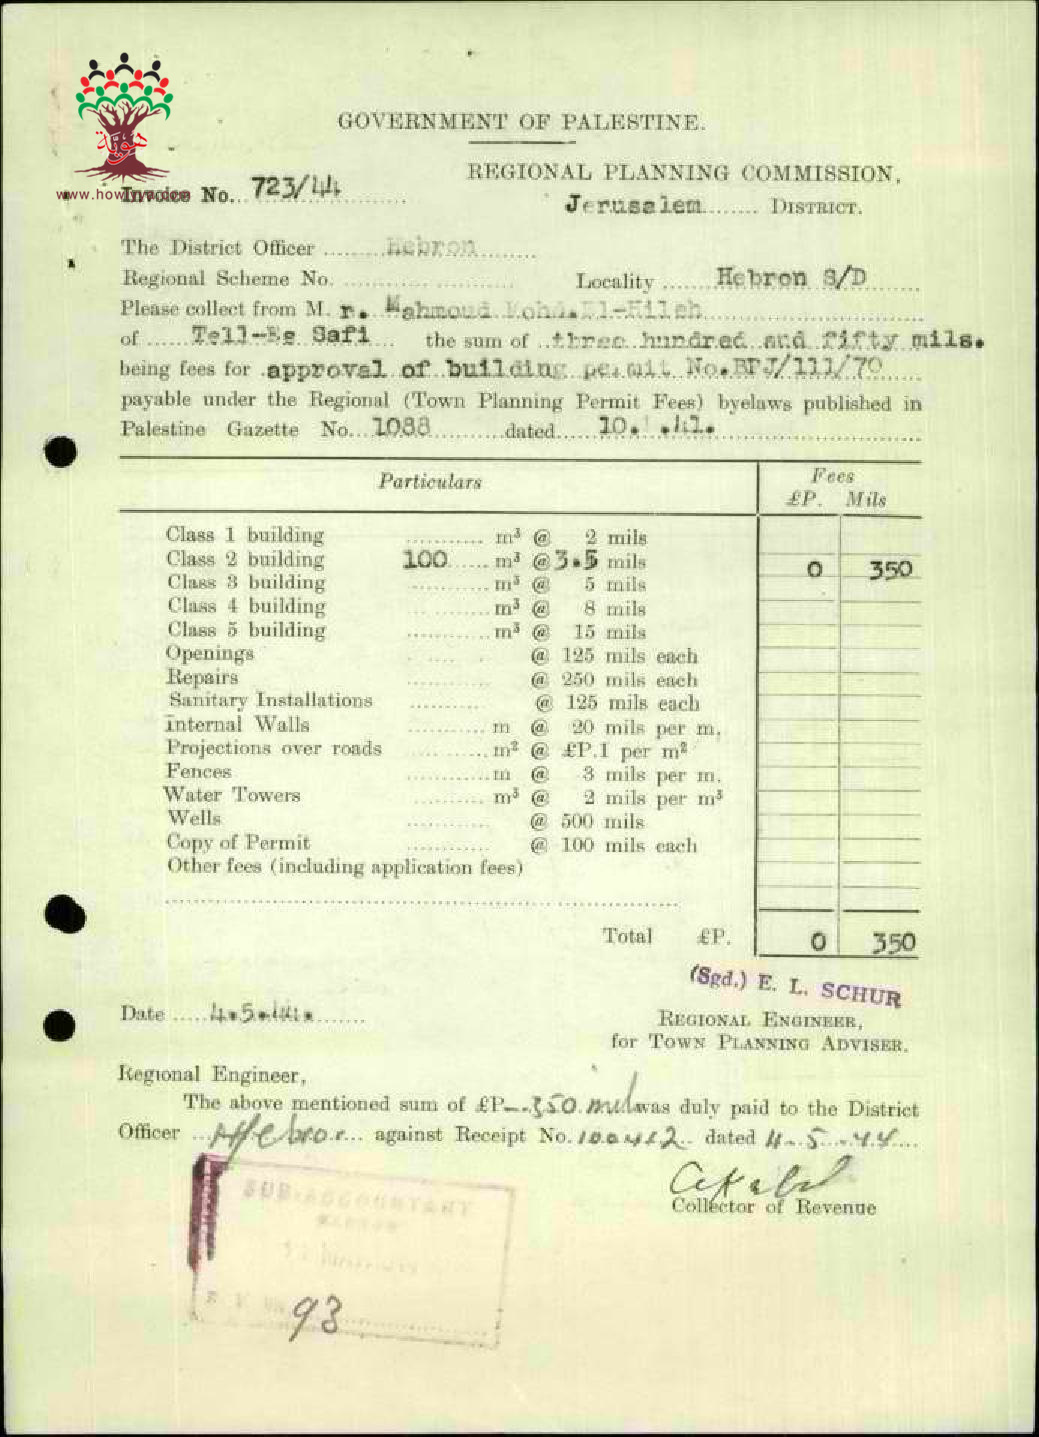 هوية
www.howiyya.com
GOVERNMENT OF PALESTINE.
REGIONAL PLANNING COMMISSION,
Invoice No. 723/44
Jerusalem........ DISTRICT.
The District Officer ......... Hebron .........
Regional Scheme No. ......... Locality ....... Hebron S/D .......
Please collect from M. r. Mahmoud Mohd. El-
of ...... Tell-Es Safi .... the sum of .. three hundred and fifty mils.
being fees for . approval of building permit No.BPJ/111/70 .....
payable under the Regional (Town Planning Permit Fees) byelaws published in
Palestine Gazette No... 1088 .......... dated......
Particulars Fees
£P. Mils
Class 1 building ........... m³ @ 2 mils
Class 2 building 100...... m³ @ 3.5 mils 0 350
Class 3 building ........... m³ @ 5 mils
Class 4 building ........... m³ @ 8 mils
Class 5 building ........... m³ @ 15 mils
Openings ........... @ 125 mils each
Repairs ........... @ 250 mils each
Sanitary Installations .......... @ 125 mils each
Internal Walls ........... m @ 20 mils per m.
Projections over roads .......... m² @ £P.1 per m²
Fences ........... m @ 3 mils per m.
Water Towers .......... m³ @ 2 mils per m³
Wells ........... @ 500 mils
Copy of Permit ........... @ 100 mils each
Other fees (including application fees)
Total £P. 0 350
(Sgd.) E. L. SCHUR
Date ..... 4.5.44. .......
REGIONAL ENGINEER,
for TOWN PLANNING ADVISER.
Regional Engineer,
The above mentioned sum of £P--.350 mils was duly paid to the District
Officer ... Hebron ... against Receipt No. 100412.. dated 4..5..44....
Collector of Revenue
SUB-ACCOUNTANT
93